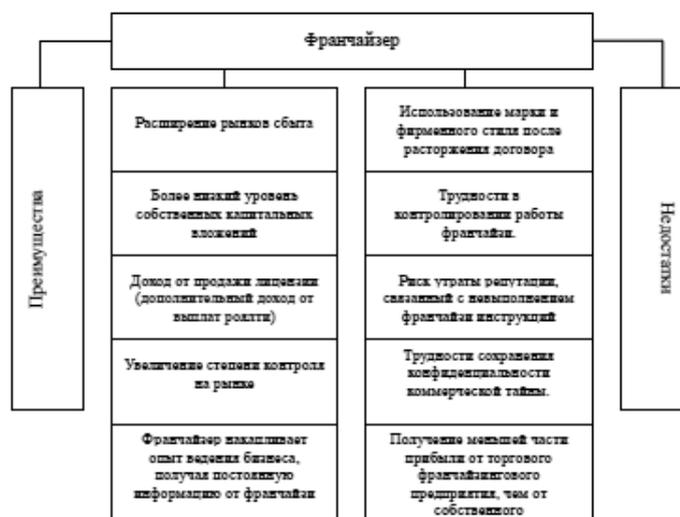 Франчайзер
Преимущества
Расширение рынков сбыта
Более низкий уровень
собственных капитальных
вложений
Доход от продажи лицензии
(дополнительный доход от
выплат роялти)
Увеличение степени контроля
на рынке
Франчайзер накапливает
опыт ведения бизнеса,
получая постоянную
информацию от франчайзи
Использование марки и
фирменного стиля после
расторжения договора
Трудности в
контролировании работы
франчайзи.
Риск утраты репутации,
связанный с невыполнением
франчайзи инструкций
Трудности сохранения
конфиденциальности
коммерческой тайны.
Получение меньшей части
прибыли от торгового
франчайзингового
предприятия, чем от
собственного
Недостатки